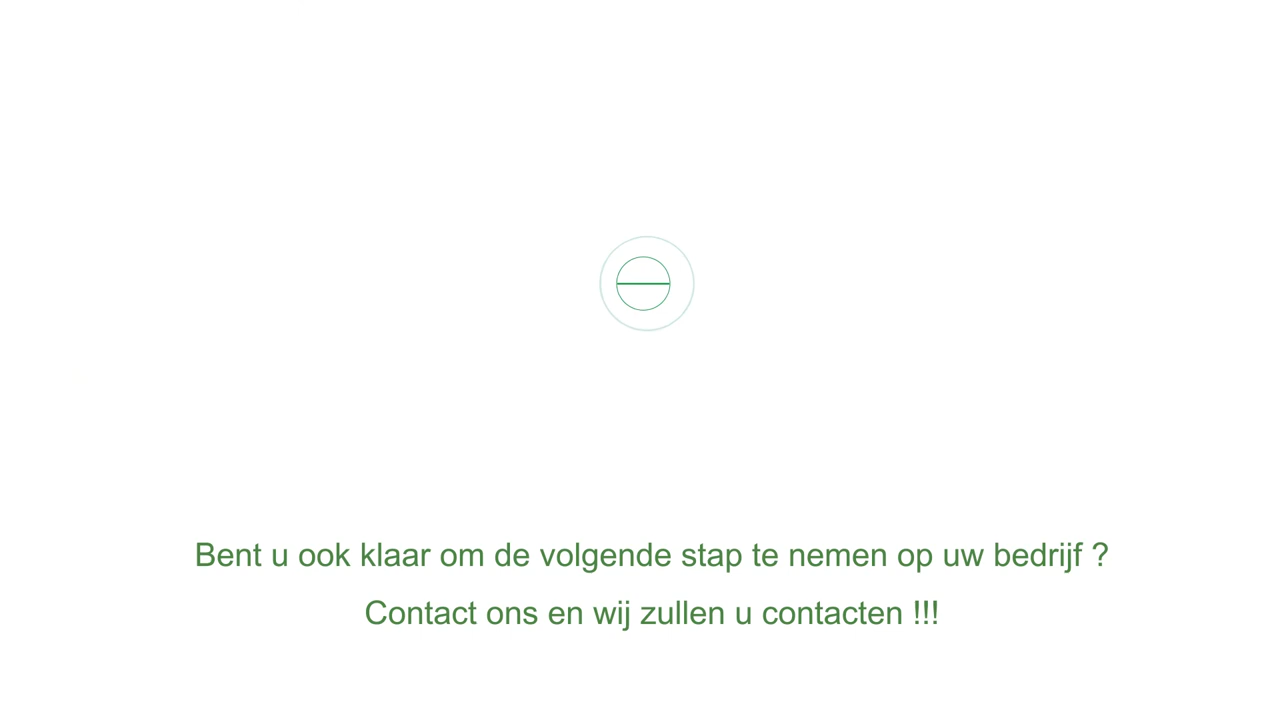 Bent u ook klaar om de volgende stap te nemen op uw bedrijf ?
Contact ons en wij zullen u contacten !!!